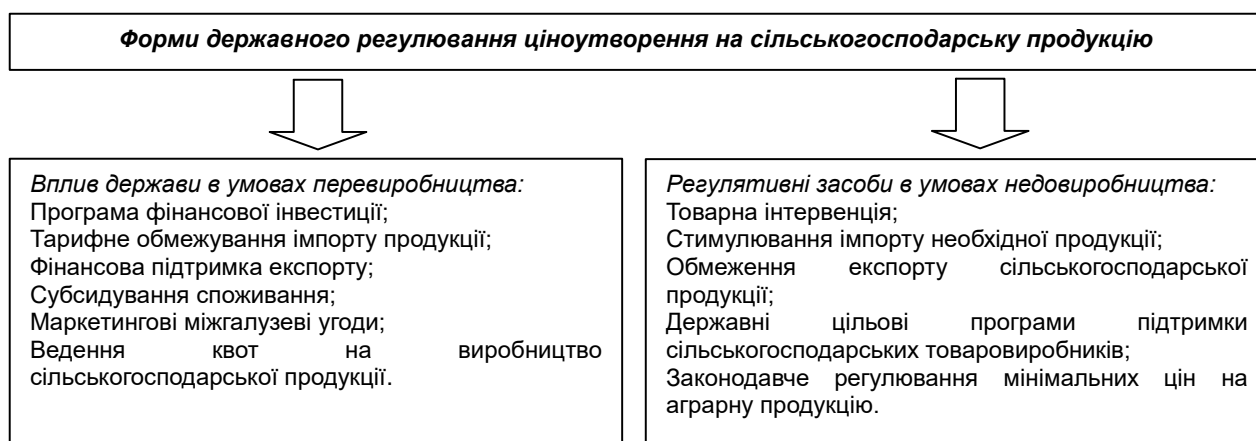 Форми державного регулювання ціноутворення на сільськогосподарську продукцію
Вплив держави в умовах перевиробництва:
Програма фінансової інвестиції;
Тарифне обмежування імпорту продукції;
Фінансова підтримка експорту;
Субсидування споживання;
Маркетингові міжгалузеві угоди;
Ведення квот на виробництво
сільськогосподарської продукції.
Регулятивні засоби в умовах недовиробництва:
Товарна інтервенція;
Стимулювання імпорту необхідної продукції;
Обмеження експорту сільськогосподарської
продукції;
Державні цільові програми підтримки
сільськогосподарських товаровиробників;
Законодавче регулювання мінімальних цін на
аграрну продукцію.